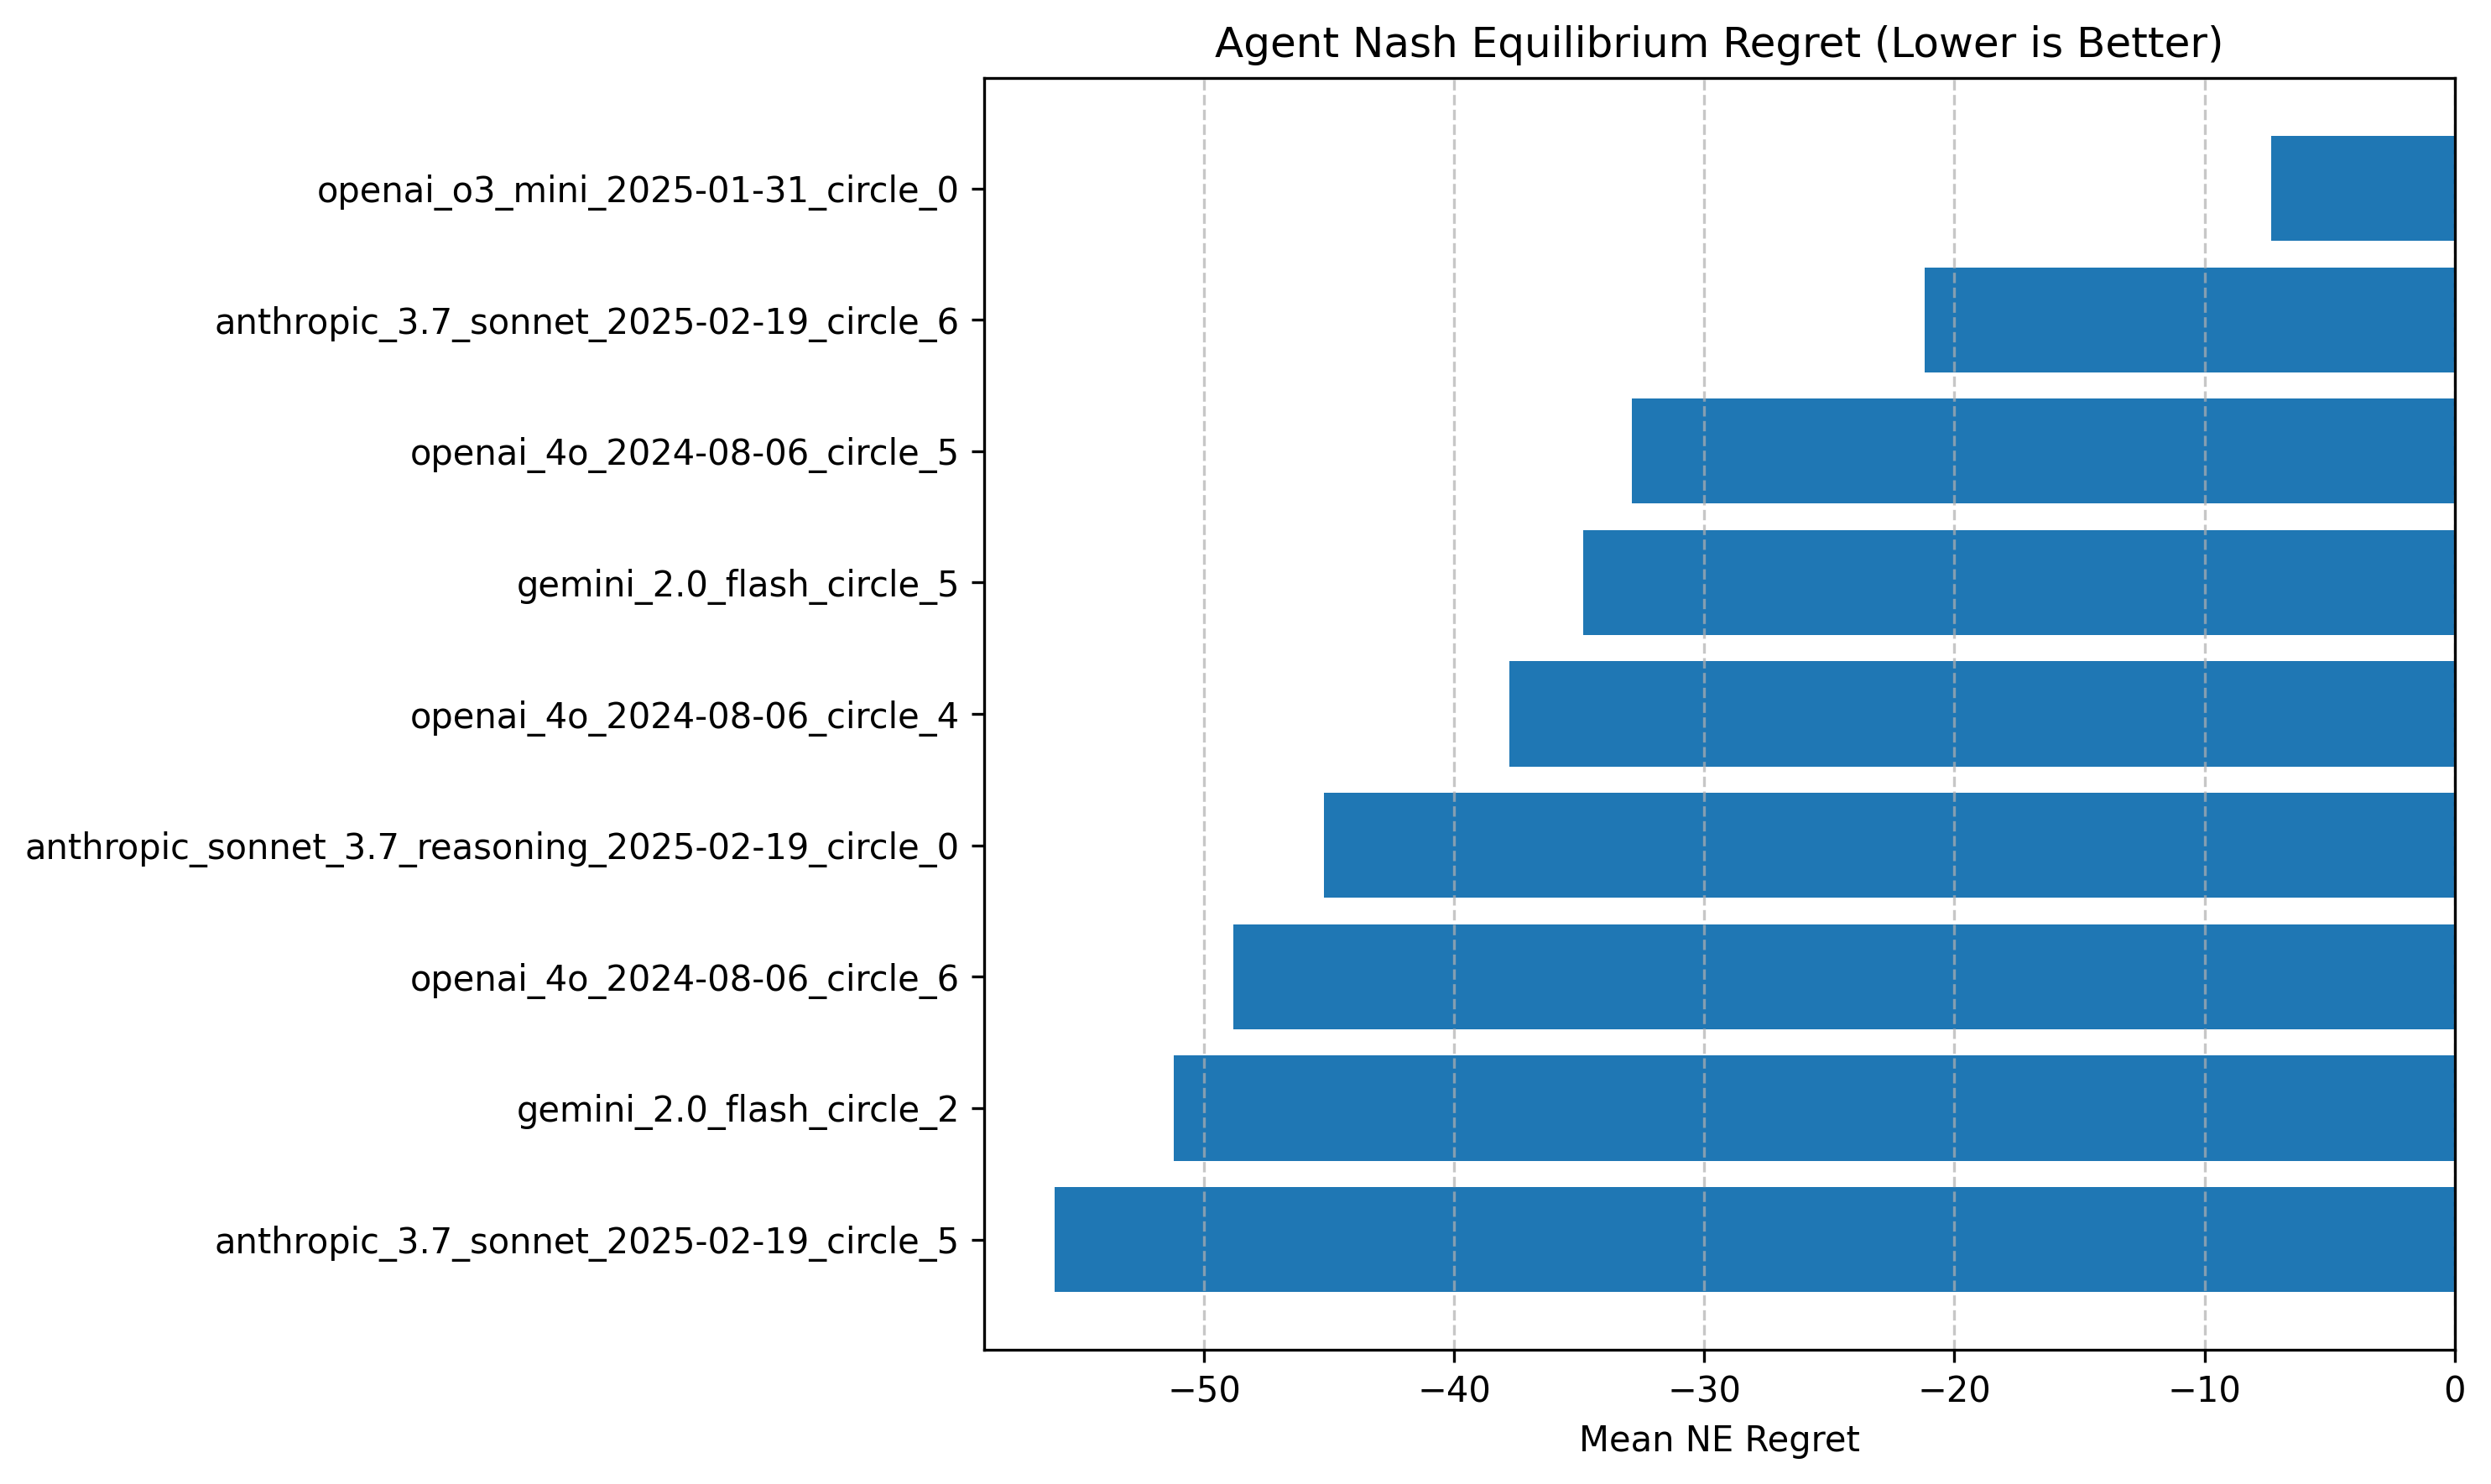 Agent Nash Equilibrium Regret (Lower is Better)
openai_o3_mini_2025-01-31_circle_0
anthropic_3.7_sonnet_2025-02-19_circle_6
openai_4o_2024-08-06_circle_5
gemini_2.0_flash_circle_5
openai_4o_2024-08-06_circle_4
anthropic_sonnet_3.7_reasoning_2025-02-19_circle_0
openai_4o_2024-08-06_circle_6
gemini_2.0_flash_circle_2
anthropic_3.7_sonnet_2025-02-19_circle_5
−50 −40 −30 −20 −10 0
Mean NE Regret